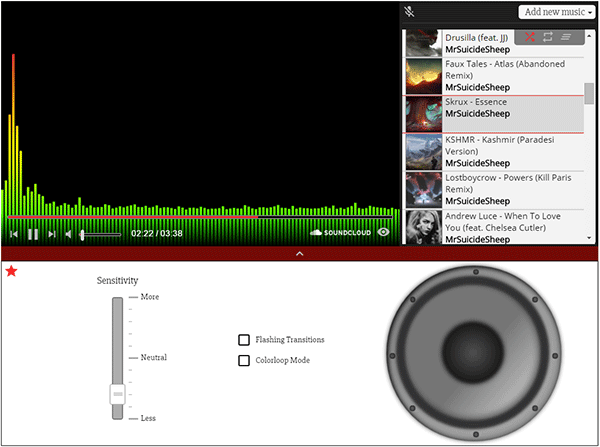 Add new music
Drusilla (feat. JJ)
MrSuicideSheep
Faux Tales - Atlas (Abandoned
Remix)
MrSuicideSheep
Skrux - Essence
MrSuicideSheep
KSHMR - Kashmir (Paradesi
Version)
MrSuicideSheep
Lostboycrow - Powers (Kill Paris
Remix)
MrSuicideSheep
Andrew Luce - When To Love
You (feat. Chelsea Cutler)
MrSuicideSheep
02:22 / 03:38
SOUNDCLOUD
Sensitivity
More
Neutral
Less
Flashing Transitions
Colorloop Mode